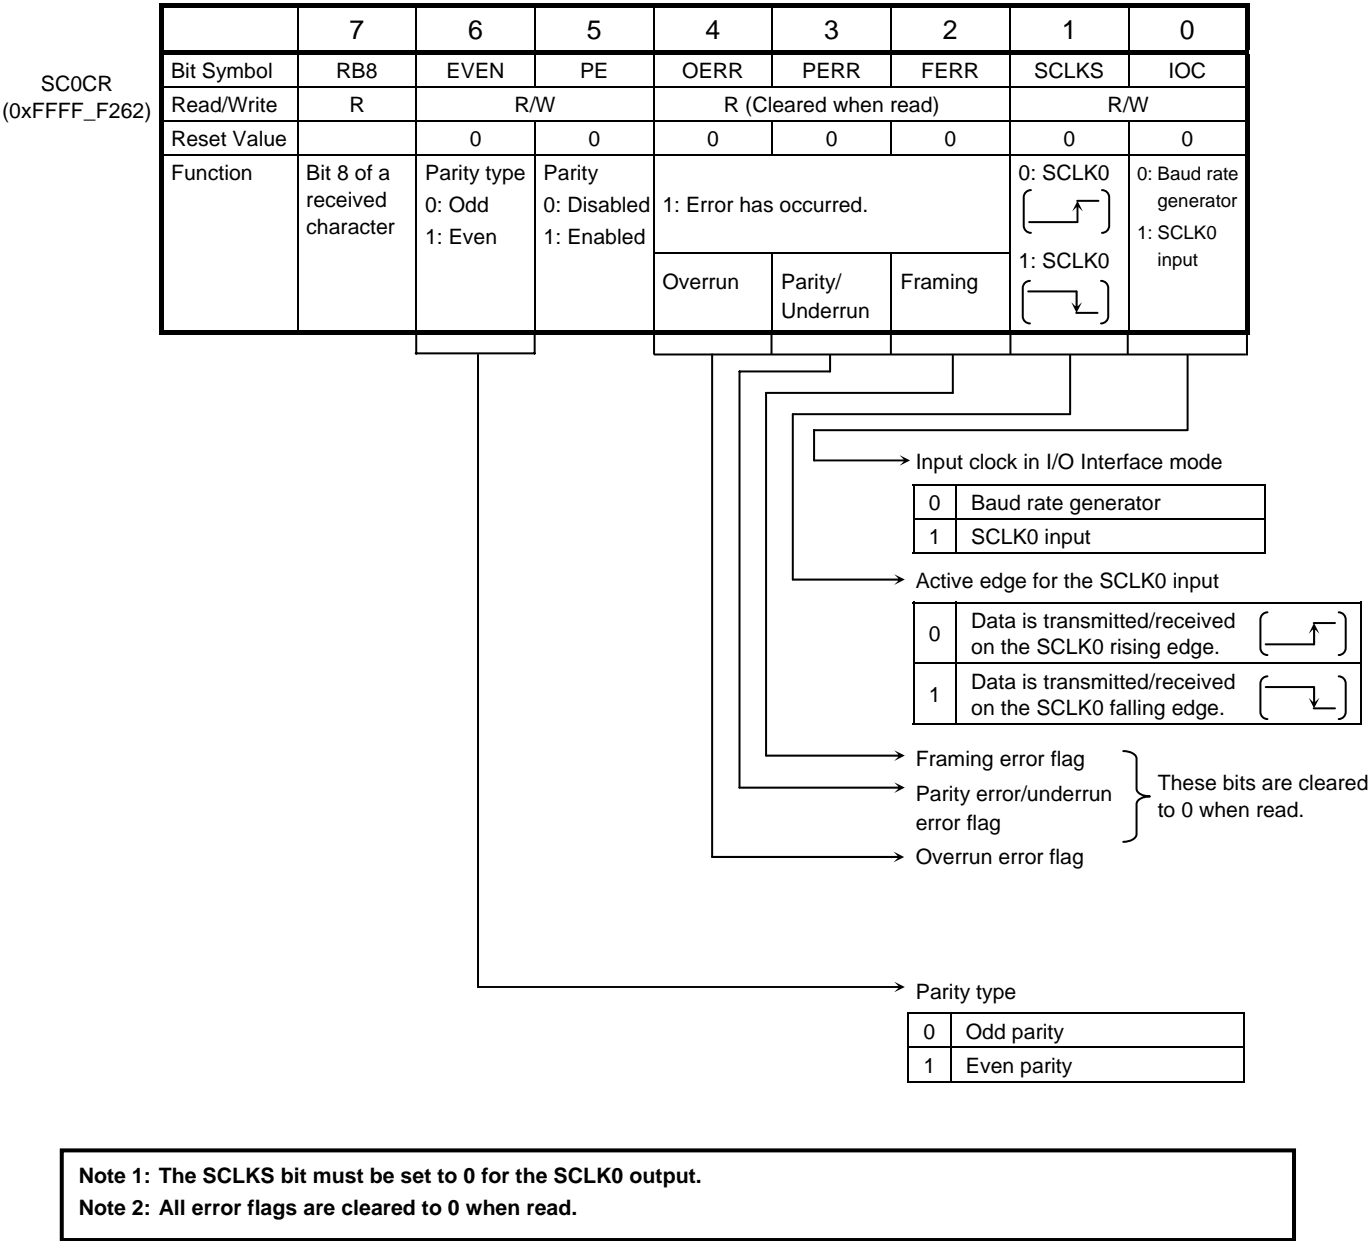 7 6 5 4 3 2 1 0
SC0CR
(0xFFFF_F262)
Bit Symbol RB8 EVEN PE OERR PERR FERR SCLKS IOC
Read/Write R R/W R (Cleared when read) R/W
Reset Value 0 0 0 0 0 0 0
Function
Bit 8 of a
received
character
Parity type
0: Odd
1: Even
Parity
0: Disabled
1: Enabled
1: Error has occurred.
Overrun
Parity/
Underrun
Framing
0: SCLK0
1: SCLK0
0: Baud rate
generator
1: SCLK0
input
Input clock in I/O Interface mode
0 Baud rate generator
1 SCLK0 input
Active edge for the SCLK0 input
0 Data is transmitted/received
on the SCLK0 rising edge.
1 Data is transmitted/received
on the SCLK0 falling edge.
Framing error flag
Parity error/underrun
error flag
Overrun error flag
These bits are cleared
to 0 when read.
Parity type
0 Odd parity
1 Even parity
Note 1: The SCLKS bit must be set to 0 for the SCLK0 output.
Note 2: All error flags are cleared to 0 when read.